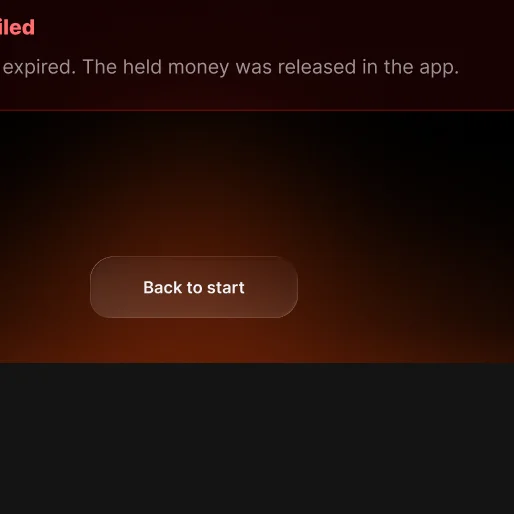 iled
expired. The held money was released in the app.
Back to start